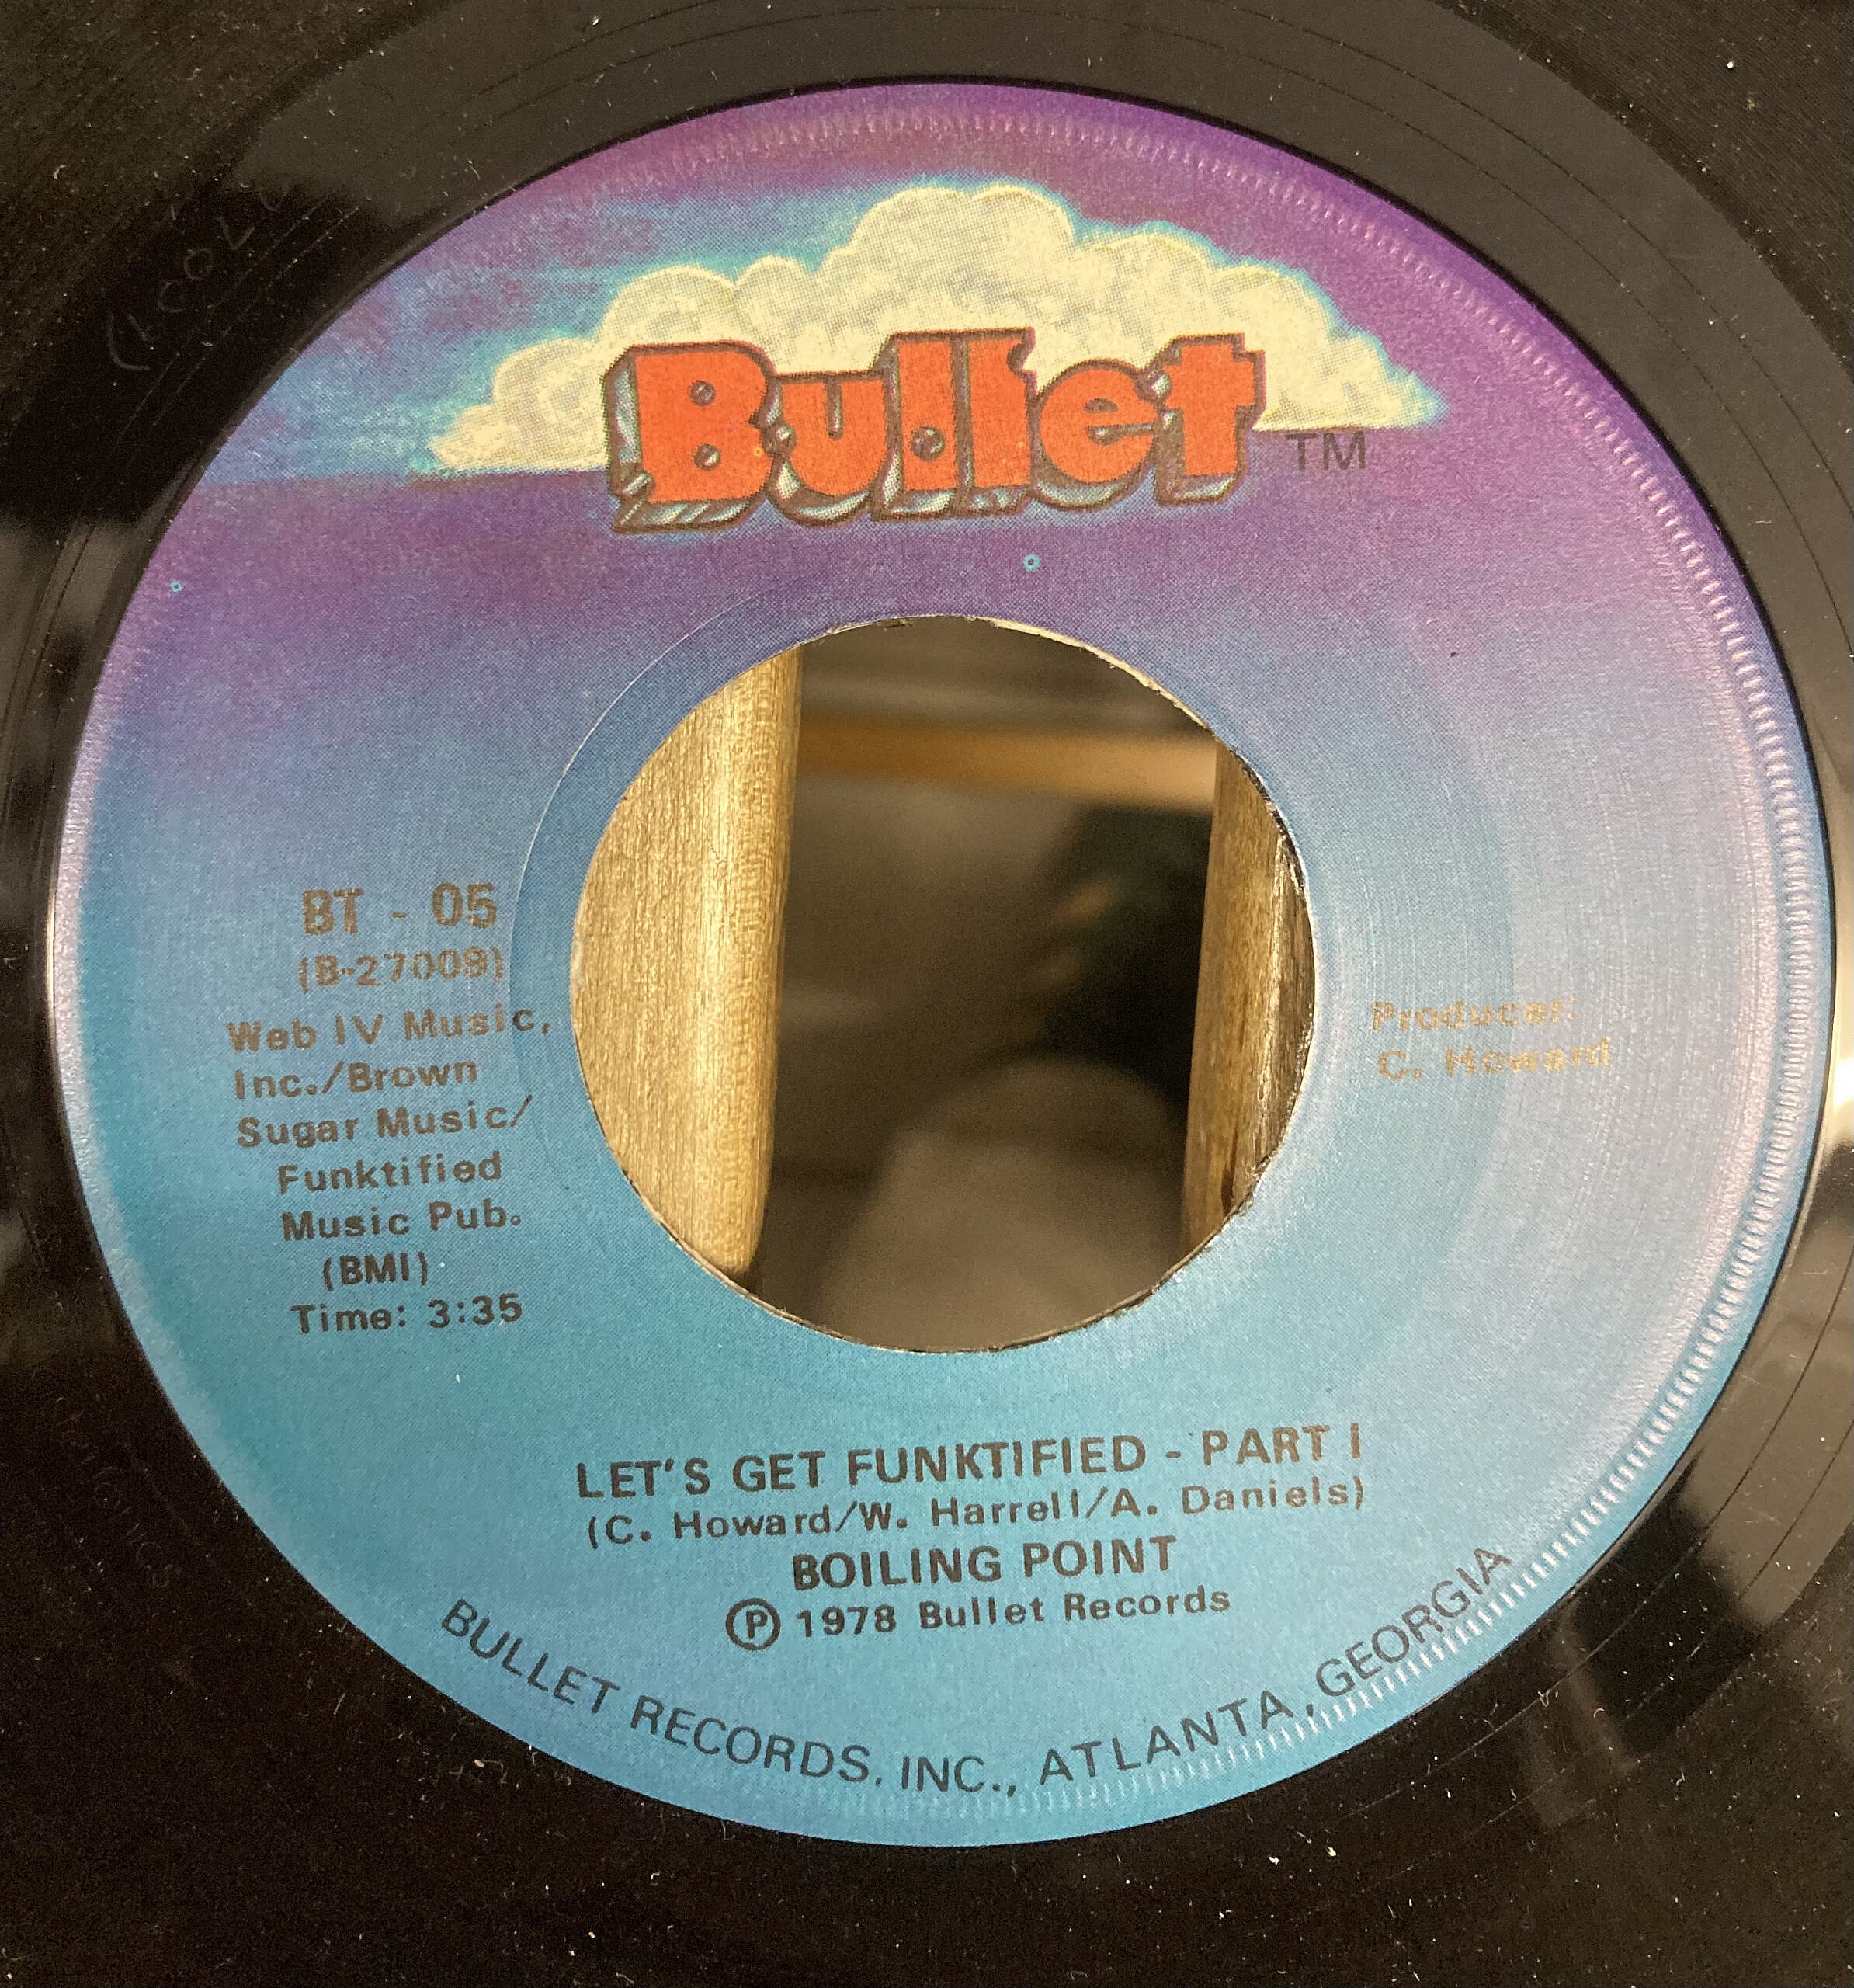 Bullet TM
BT - 05
(B-27009)
Web IV Music,
Inc./Brown
Sugar Music/
Funktified
Music Pub.
(BMI)
Time: 3:35
Producer:
C. Howard
LET'S GET FUNKTIFIED - PART I
(C. Howard/W. Harrell/A. Daniels)
BOILING POINT
Ⓟ 1978 Bullet Records
BULLET RECORDS, INC., ATLANTA, GEORGIA